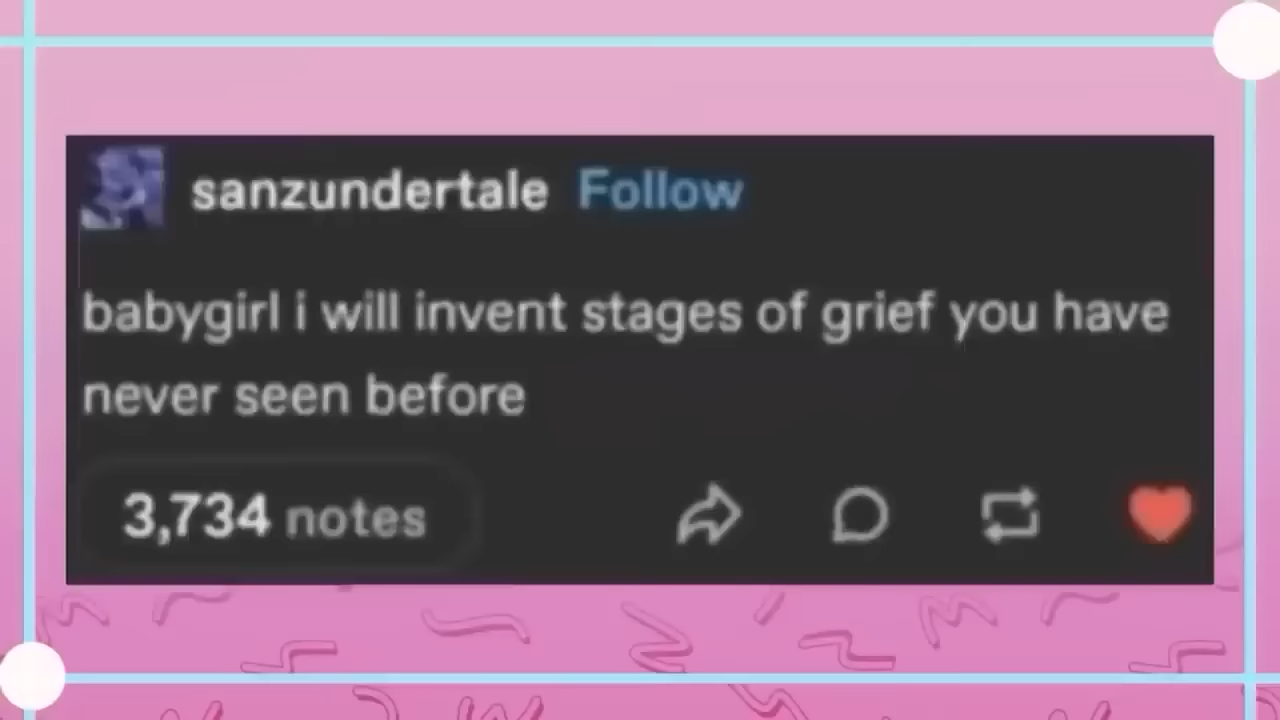 sanzundertale Follow
babygirl i will invent stages of grief you have
never seen before
3,734 notes